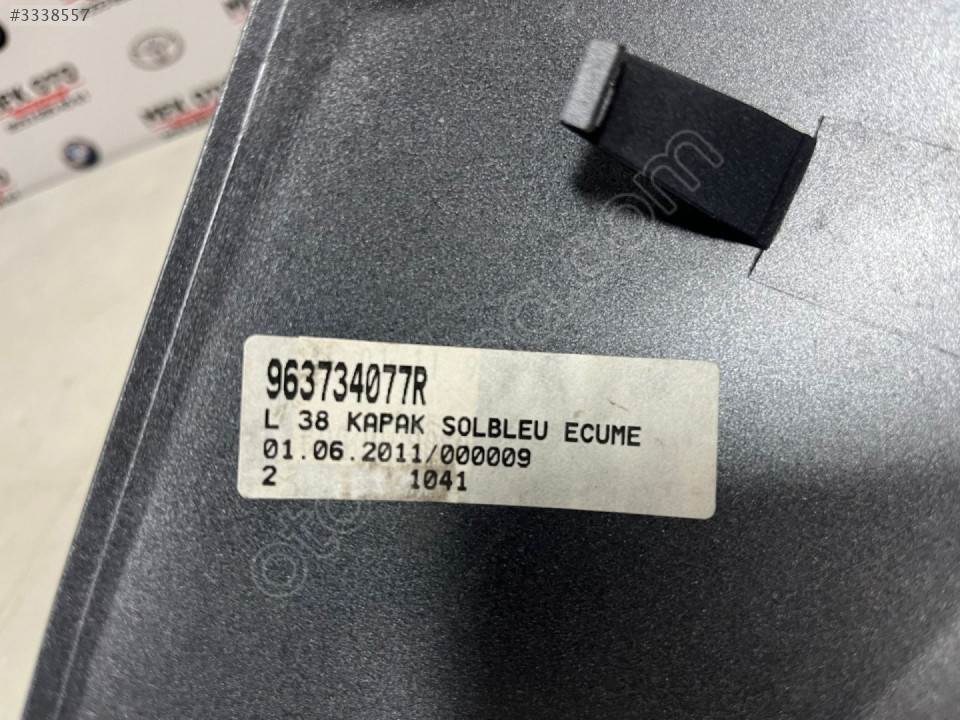 #3338557
963734077R
L 38 KAPAK SOLBLEU ECUME
01.06.2011/000009
2 1041